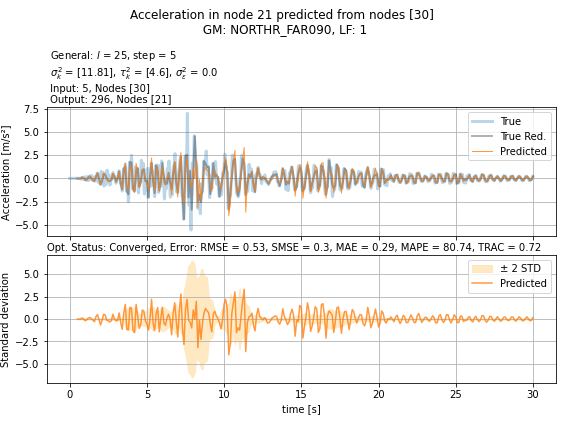 Acceleration in node 21 predicted from nodes [30]
GM: NORTHR_FAR090, LF: 1
General: l = 25, step = 5
σ²ₖ = [11.81], τ²ₖ = [4.6], σ²ₑ = 0.0
Input: 5, Nodes [30]
Output: 296, Nodes [21]
Acceleration [m/s²]
7.5
5.0
2.5
0.0
−2.5
−5.0
True
True Red.
Predicted
Opt. Status: Converged, Error: RMSE = 0.53, SMSE = 0.3, MAE = 0.29, MAPE = 80.74, TRAC = 0.72
Standard deviation
5.0
2.5
0.0
−2.5
−5.0
± 2 STD
Predicted
0 5 10 15 20 25 30
time [s]